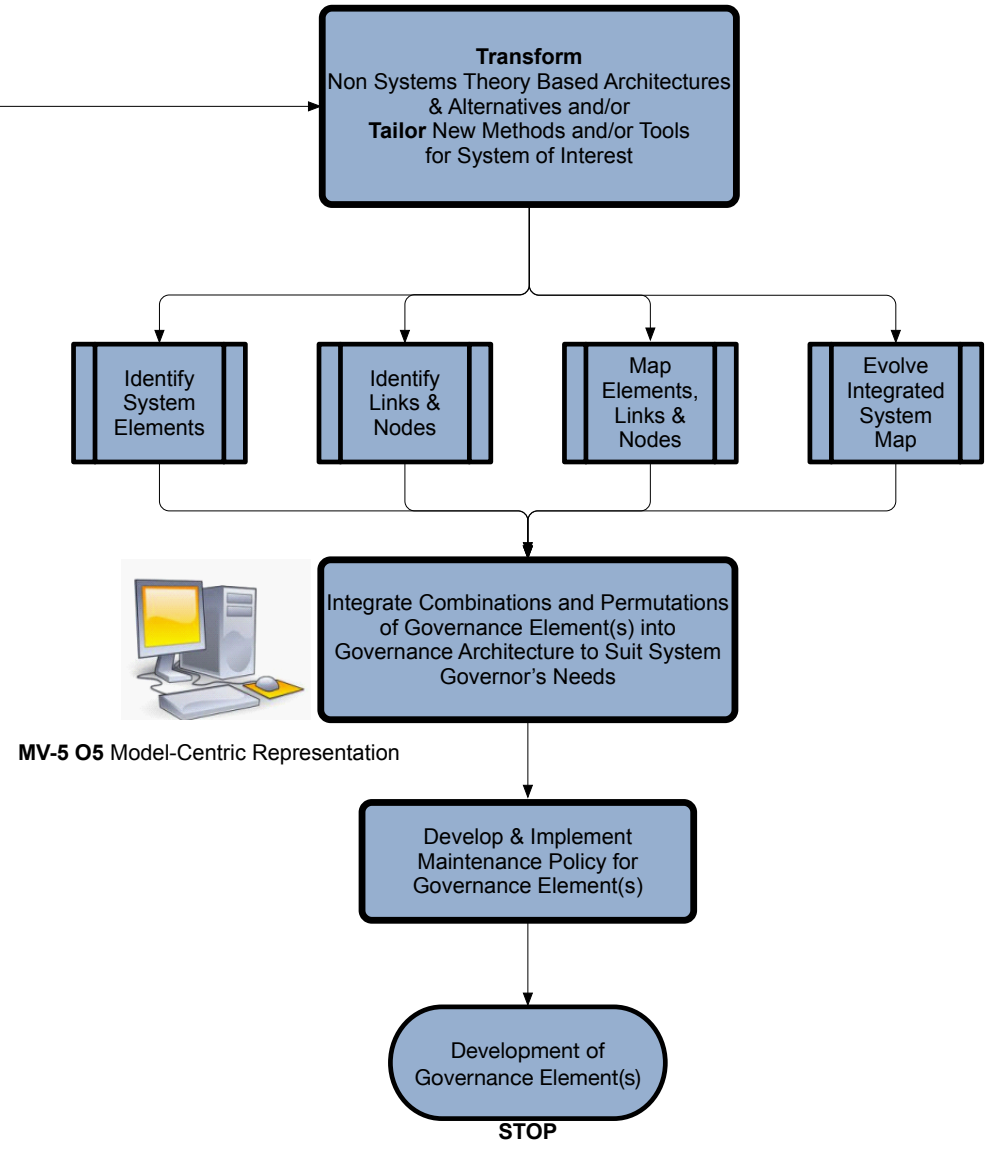 Transform
Non Systems Theory Based Architectures
& Alternatives and/or
Tailor New Methods and/or Tools
for System of Interest
Identify
System
Elements
Identify
Links &
Nodes
Map
Elements,
Links &
Nodes
Evolve
Integrated
System
Map
Integrate Combinations and Permutations
of Governance Element(s) into
Governance Architecture to Suit System
Governor’s Needs
MV-5 O5 Model-Centric Representation
Develop & Implement
Maintenance Policy for
Governance Element(s)
Development of
Governance Element(s)
STOP